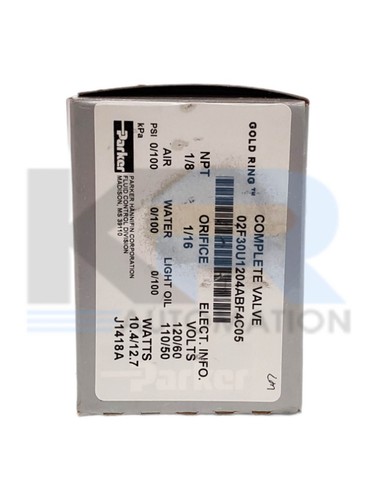 GOLD RING™
COMPLETE VALVE
02F30U1204ABF4C05
NPT ORIFICE ELECT. INFO.
1/8 1/16 VOLTS
120/60
110/50
AIR WATER LIGHT OIL WATTS
PSI 0/100 0/100 0/100 10.4/12.7
kPa J1418A
Parker
PARKER HANNIFIN CORPORATION
FLUID CONTROL DIVISION
MADISON, MS 39110
LM
Parker
KR
AUTOMATION